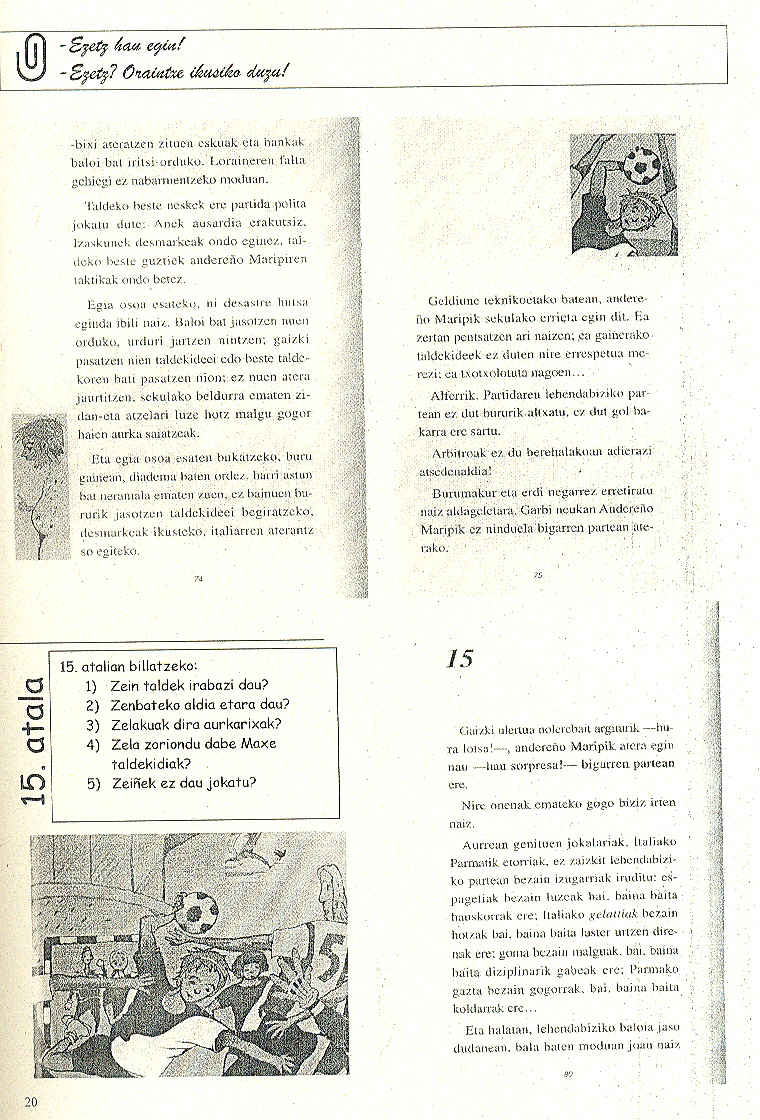 -Ezetz hau egin!
-Ezetz? Oraintxe ikusiko duzu!
-bixi ateratzen zituen eskuak eta hankak
baloi bat iritsi-orduko. Loraineren falta
gehiegi ez nabarmentzeko moduan.
Taldeko beste neskek ere partida polita
jokatu dute: Anek ausardia erakutsiz,
Izaskunek desmarkeak ondo eginez, tal-
deko beste guztiek andereño Maripiren
taktikak ondo betez.
Egia osoa esateko, ni desastre hutsa
eginda ibili naiz. Baloi bat jasotzen nuen
orduko, urduri jartzen nintzen; gaizki
pasatzen nien taldekideei edo beste talde-
koren bati pasatzen nion; ez nuen atera
jaurtitzen, sekulako beldurra ematen zi-
dan-eta atzelari luze hotz malgu gogor
haien aurka saiatzeak.
Eta egia osoa esaten bukatzeko, buru
gainean, diadema baten ordez, harri astun
bat neramala ematen zuen, ez bainuen bu-
rurik jasotzen taldekideei begiratzeko,
desmarkeak ikusteko, italiarren aterantz
so egiteko.
74
Geldiune teknikoetako batean, andere-
ño Maripik sekulako errieta egin dit. Ea
zertan pentsatzen ari naizen; ea gainerako
taldekideek ez duten nire errespetua me-
rezi; ea txotxolotuta nagoen...
Alferrik. Partidaren lehendabiziko par-
tean ez dut bururik altxatu, ez dut gol ba-
karra ere sartu.
Arbitroak ez du berehalakoan adierazi
atsedenaldia!
Burumakur eta erdi negarrez erretiratu
naiz aldagelctara. Garbi neukan Andereño
Maripik ez ninduela bigarren partean ate-
rako.
75
15. atala
15. atalian billatzeko:
1) Zein taldek irabazi dau?
2) Zenbateko aldia etara dau?
3) Zelakuak dira aurkarixak?
4) Zela zoriondu dabe Maxe
taldekidiak?
5) Zeiñek ez dau jokatu?
5
15
Gaizki ulertua nolerebait argiturik —hu-
ra lotsa!—, andereño Maripik atera egin
nau —hau sorpresa!— bigarren partean
ere.
Nire onenak emateko gogo biziz irten
naiz.
Aurrean genituen jokalariak, Italiako
Parmatik etorriak, ez zaizkit lehendabizi-
ko partean bezain izugarriak iruditu: es-
pagetiak bezain luzeak bai, baina baita
hauskorrak ere; Italiako gelattiak bezain
hotzak bai, baina baita laster urtzen dire-
nak ere; goma bezain malguak, bai, baina
baita diziplinarik gabeak ere; Parmako
gazta bezain gogorrak, bai, baina baita
koldarrak ere...
Eta halatan, lehendabiziko baloia jaso
dudanean, bala baten moduan joan naiz
80
20